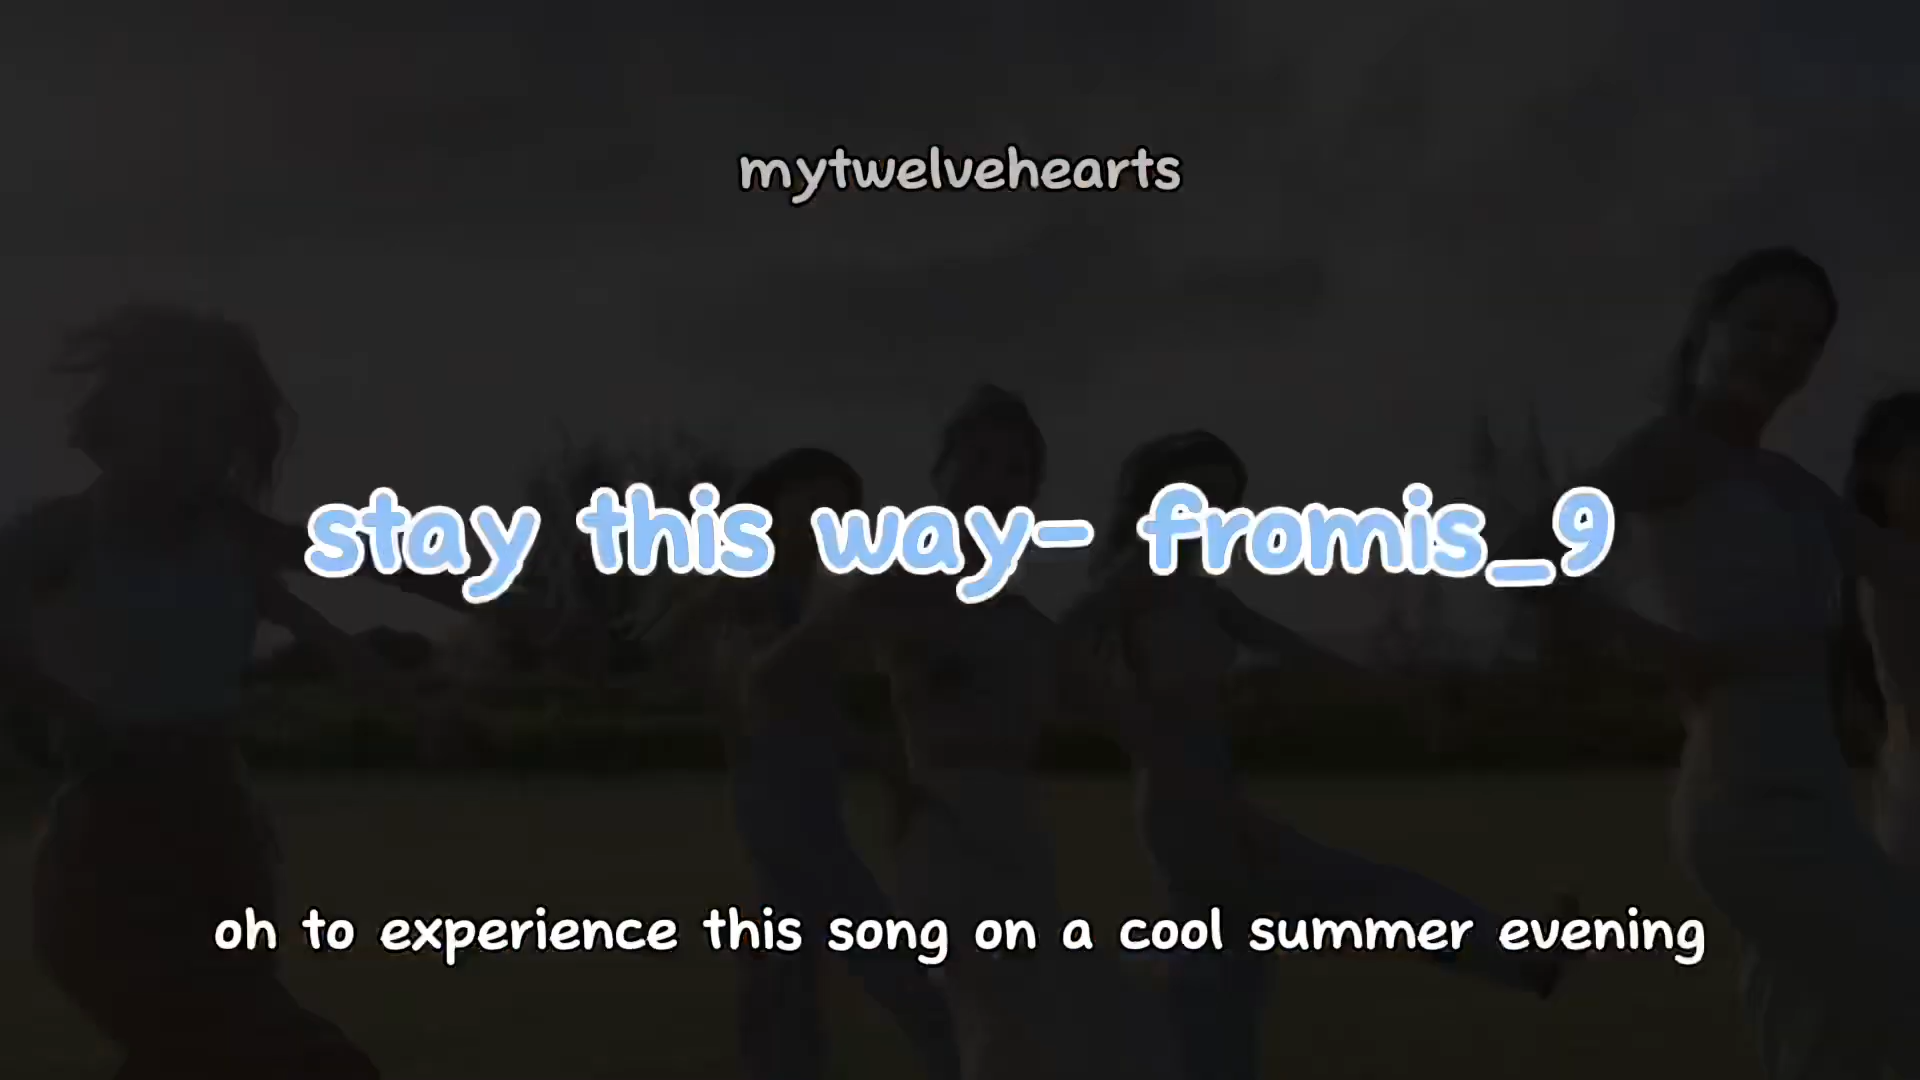 mytwelvehearts
stay this way- fromis_9
oh to experience this song on a cool summer evening